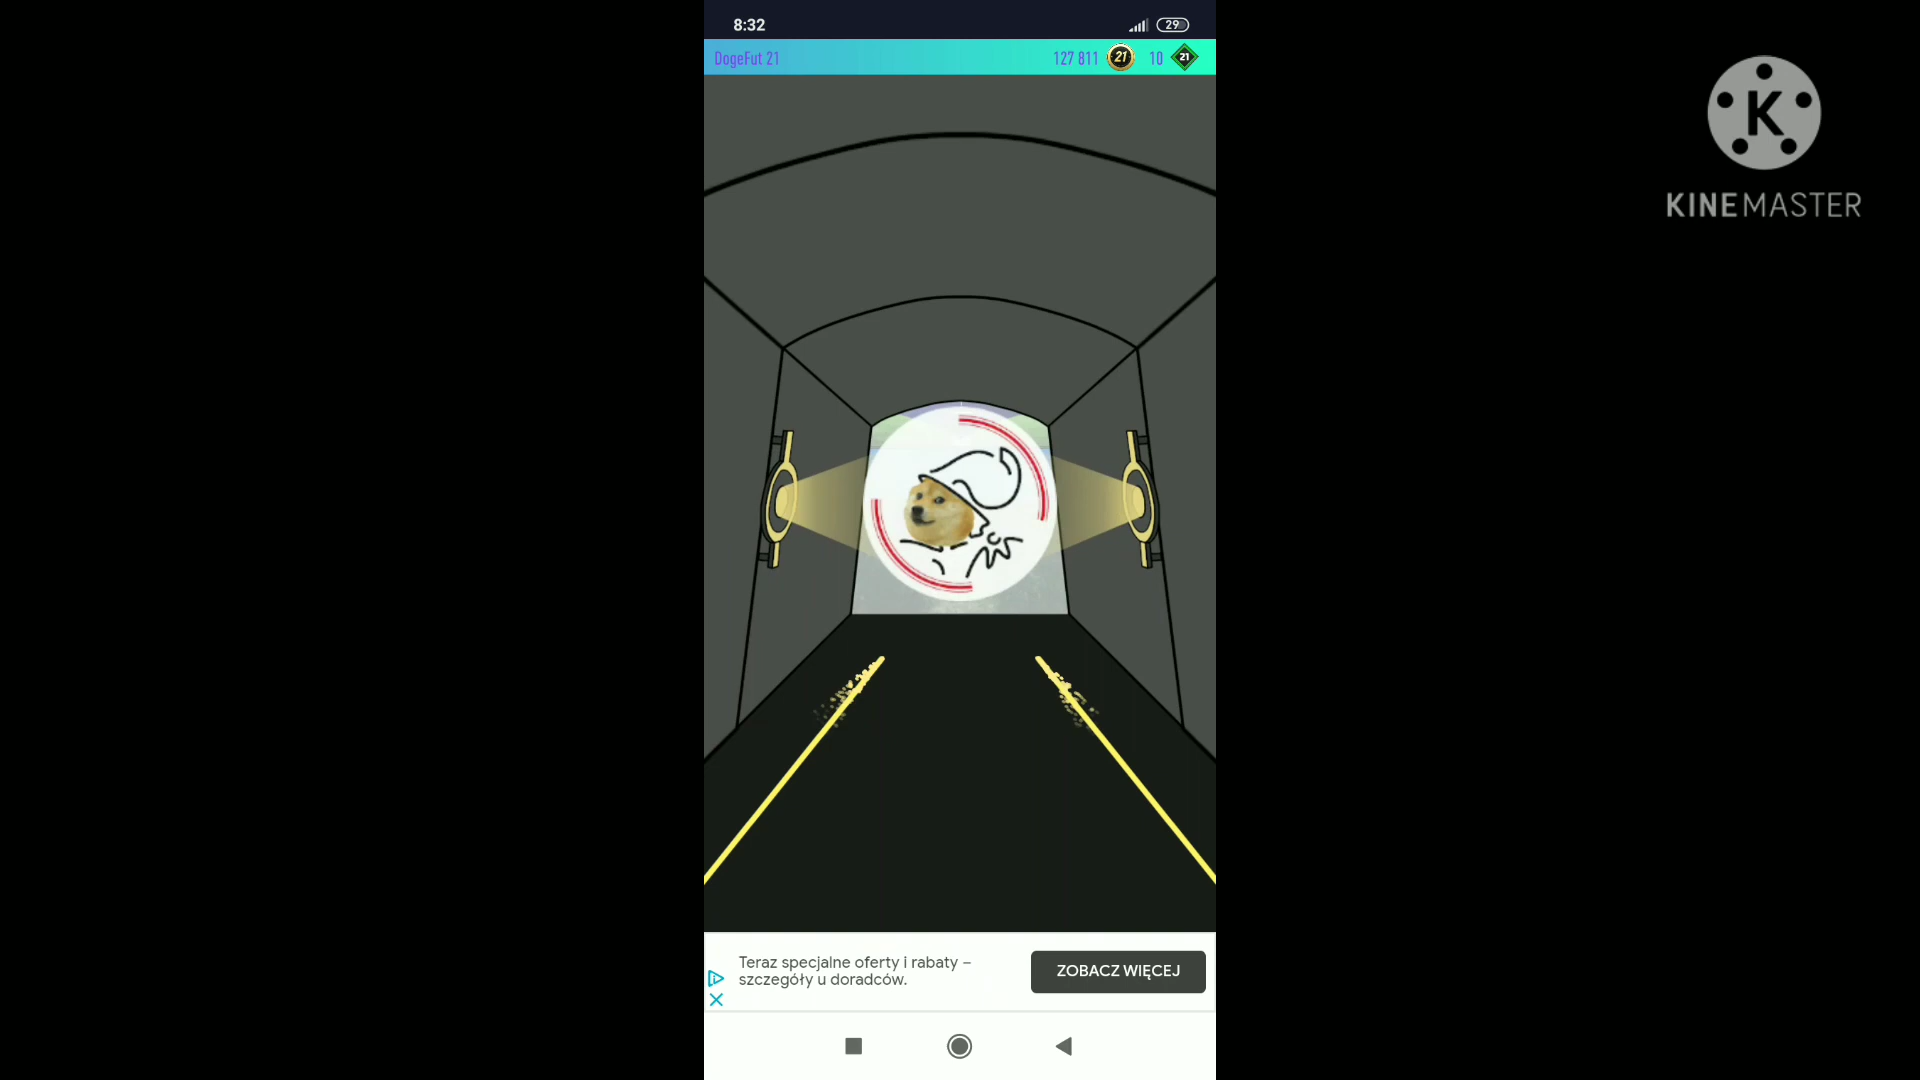 8:32
29
DogeFut 21
127 811
21
10
21
K
KINEMASTER
Teraz specjalne oferty i rabaty –
szczegóły u doradców.
ZOBACZ WIĘCEJ